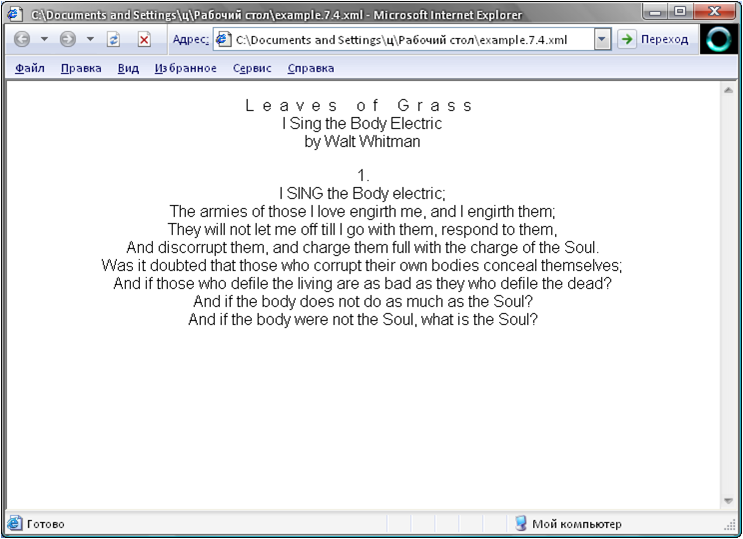 C:\Documents and Settings\ц\Рабочий стол\example.7.4.xml - Microsoft Internet Explorer
Адрес: C:\Documents and Settings\ц\Рабочий стол\example.7.4.xml Переход
Файл Правка Вид Избранное Сервис Справка
Leaves of Grass
I Sing the Body Electric
by Walt Whitman
1.
I SING the Body electric;
The armies of those I love engirth me, and I engirth them;
They will not let me off till I go with them, respond to them,
And discorrupt them, and charge them full with the charge of the Soul.
Was it doubted that those who corrupt their own bodies conceal themselves;
And if those who defile the living are as bad as they who defile the dead?
And if the body does not do as much as the Soul?
And if the body were not the Soul, what is the Soul?
Готово Мой компьютер